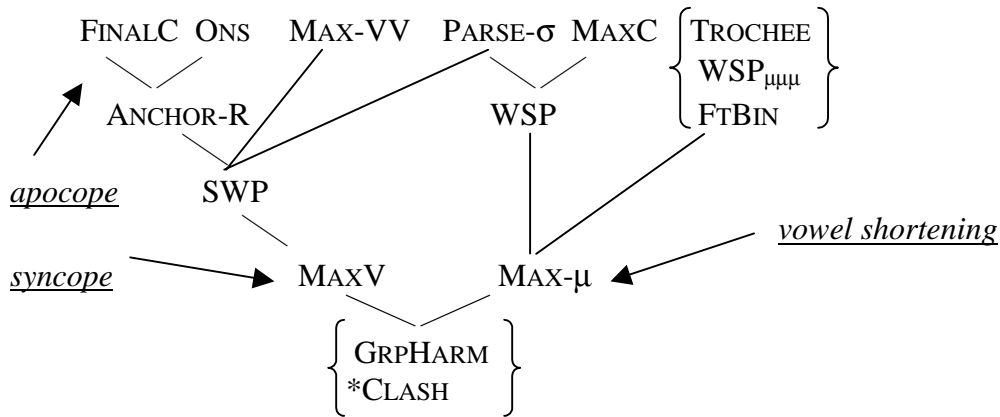 FINALC ONS MAX-VV PARSE-σ MAXC TROCHEE
WSPμμμ
ANCHOR-R WSP FTBIN
apocope SWP
vowel shortening
syncope MAXV MAX-μ
GRPHARM
*CLASH